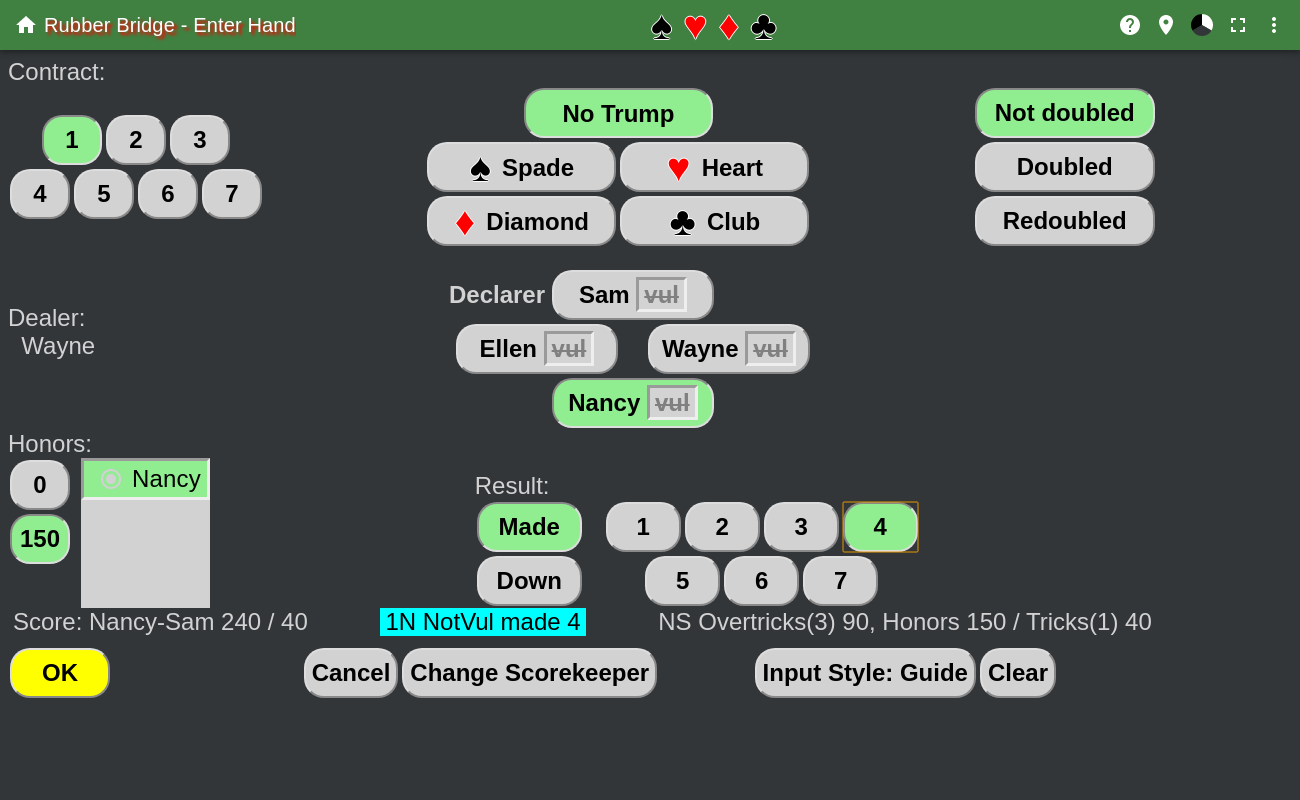 Rubber Bridge - Enter Hand
Contract:
1 2 3
4 5 6 7
No Trump
Spade Heart
Diamond Club
Not doubled
Doubled
Redoubled
Dealer:
Wayne
Declarer Sam vul
Ellen vul Wayne vul
Nancy vul
Honors:
0
150
Nancy
Result:
Made 1 2 3 4
Down 5 6 7
Score: Nancy-Sam 240 / 40 1N NotVul made 4 NS Overtricks(3) 90, Honors 150 / Tricks(1) 40
OK Cancel Change Scorekeeper Input Style: Guide Clear